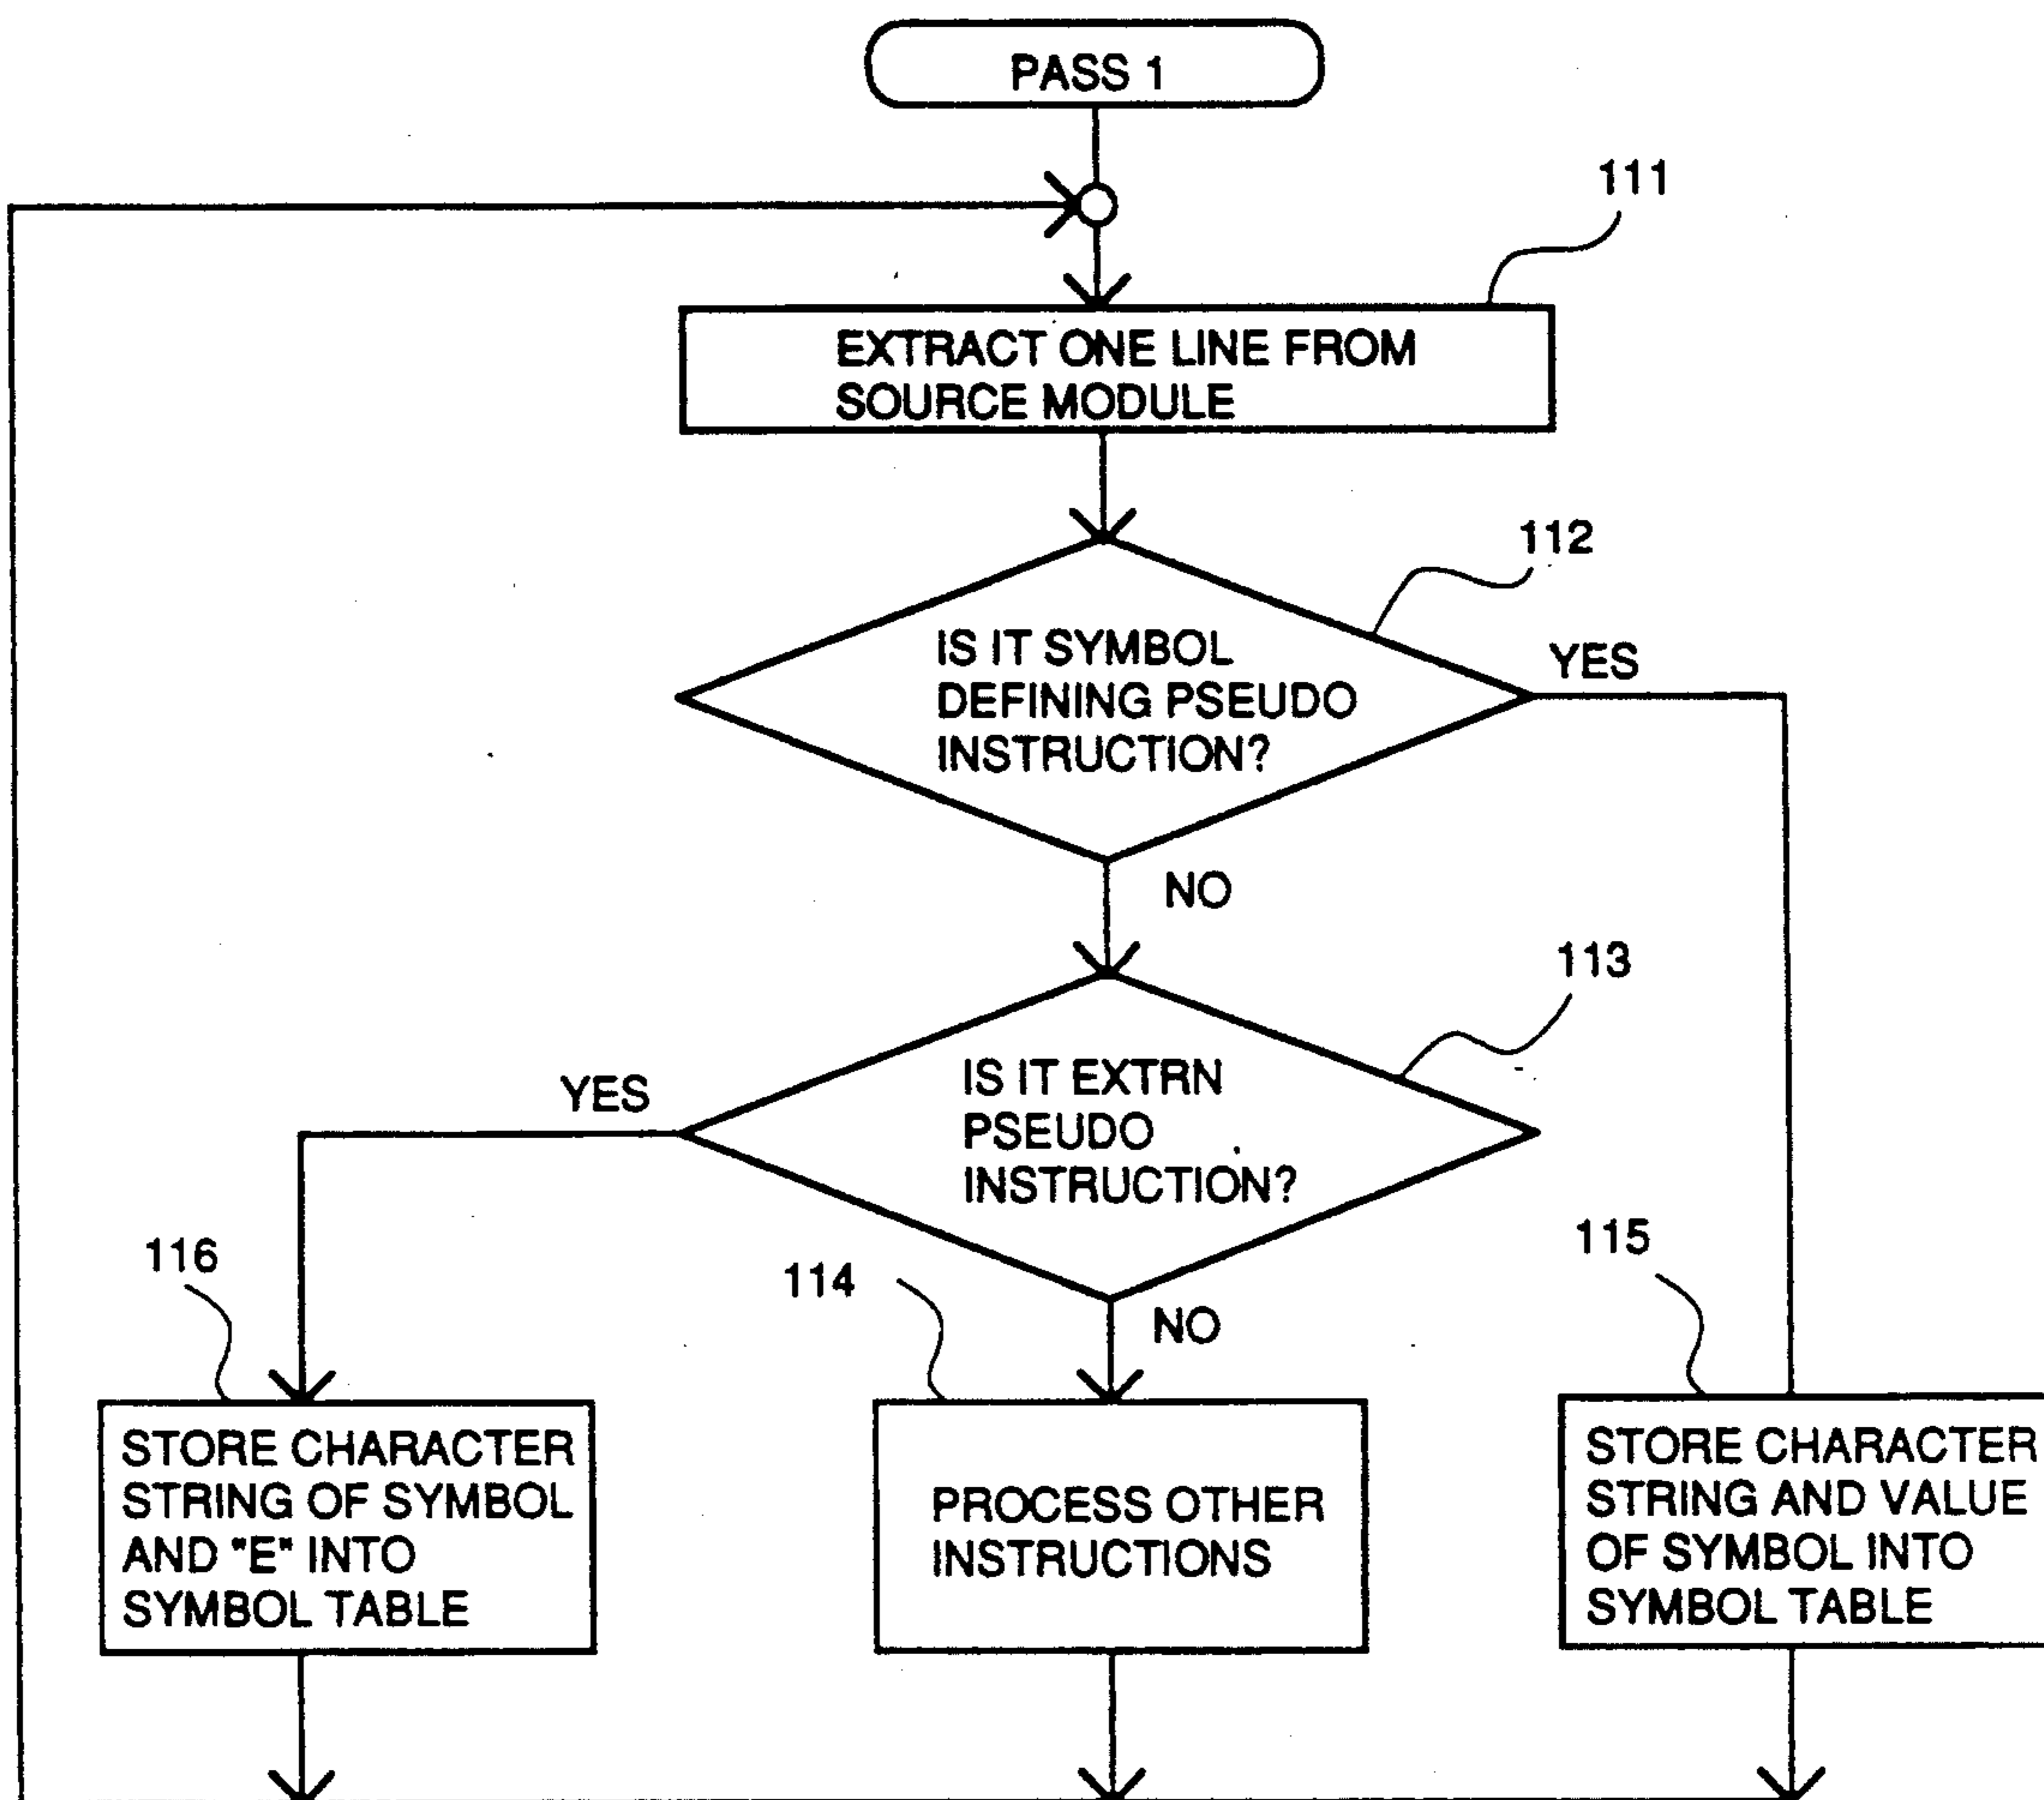 PASS 1
111
EXTRACT ONE LINE FROM
SOURCE MODULE
112
IS IT SYMBOL
DEFINING PSEUDO
INSTRUCTION?
YES
NO
113
IS IT EXTRN
PSEUDO
INSTRUCTION?
YES
NO
116
STORE CHARACTER
STRING OF SYMBOL
AND "E" INTO
SYMBOL TABLE
114
PROCESS OTHER
INSTRUCTIONS
115
STORE CHARACTER
STRING AND VALUE
OF SYMBOL INTO
SYMBOL TABLE